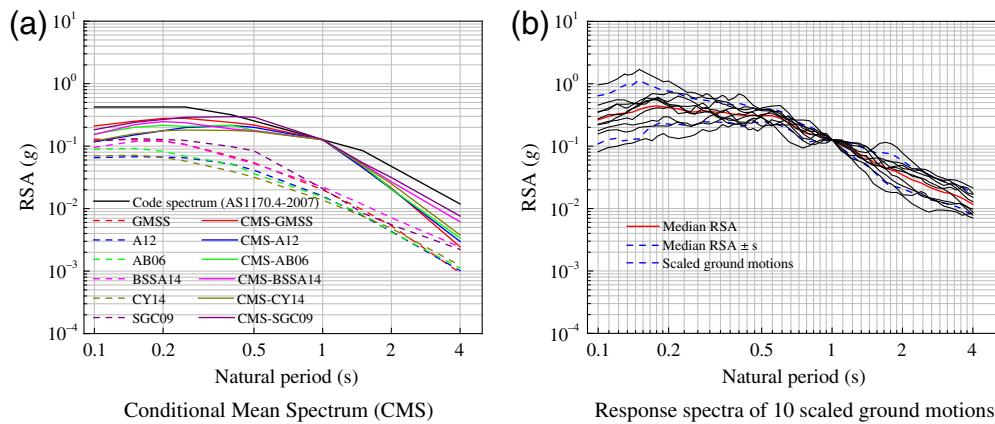 (a)
RSA (g)
10^1
10^0
10^-1
10^-2
10^-3
10^-4
Code spectrum (AS1170.4-2007)
GMSS CMS-GMSS
A12 CMS-A12
AB06 CMS-AB06
BSSA14 CMS-BSSA14
CY14 CMS-CY14
SGC09 CMS-SGC09
0.1 0.2 0.5 1 2 4
Natural period (s)
Conditional Mean Spectrum (CMS)
(b)
RSA (g)
10^1
10^0
10^-1
10^-2
10^-3
10^-4
Median RSA
Median RSA ± s
Scaled ground motions
0.1 0.2 0.5 1 2 4
Natural period (s)
Response spectra of 10 scaled ground motions